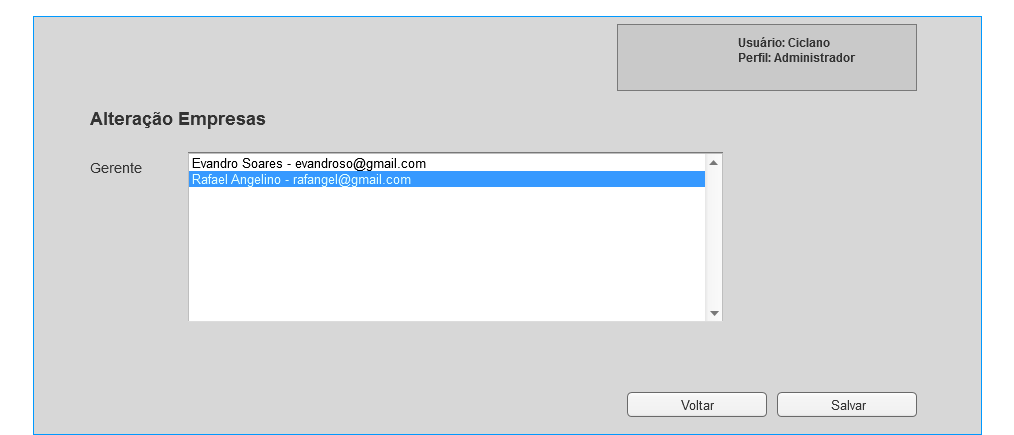 Usuário: Ciclano
Perfil: Administrador
Alteração Empresas
Gerente
Evandro Soares - evandroso@gmail.com
Rafael Angelino - rafangel@gmail.com
Voltar
Salvar